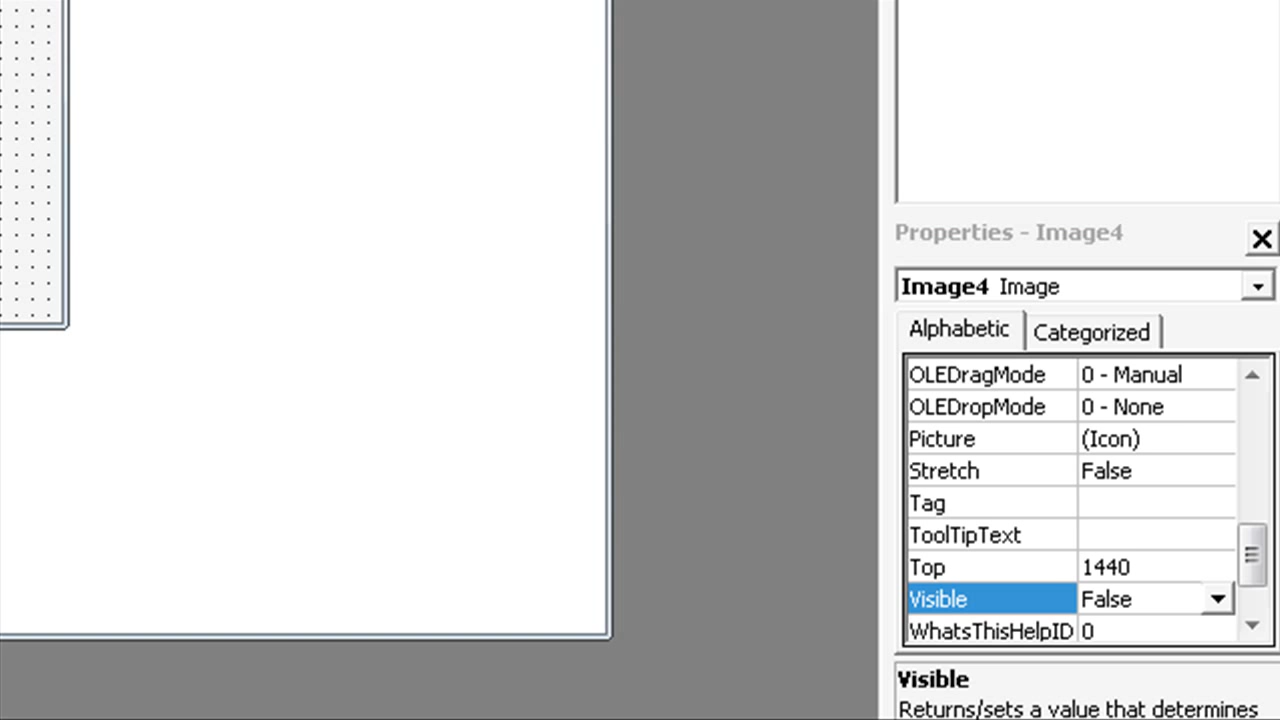 Properties - Image4
Image4 Image
Alphabetic Categorized
OLEDragMode 0 - Manual
OLEDropMode 0 - None
Picture (Icon)
Stretch False
Tag
ToolTipText
Top 1440
Visible False
WhatsThisHelpID 0
Visible
Returns/sets a value that determines